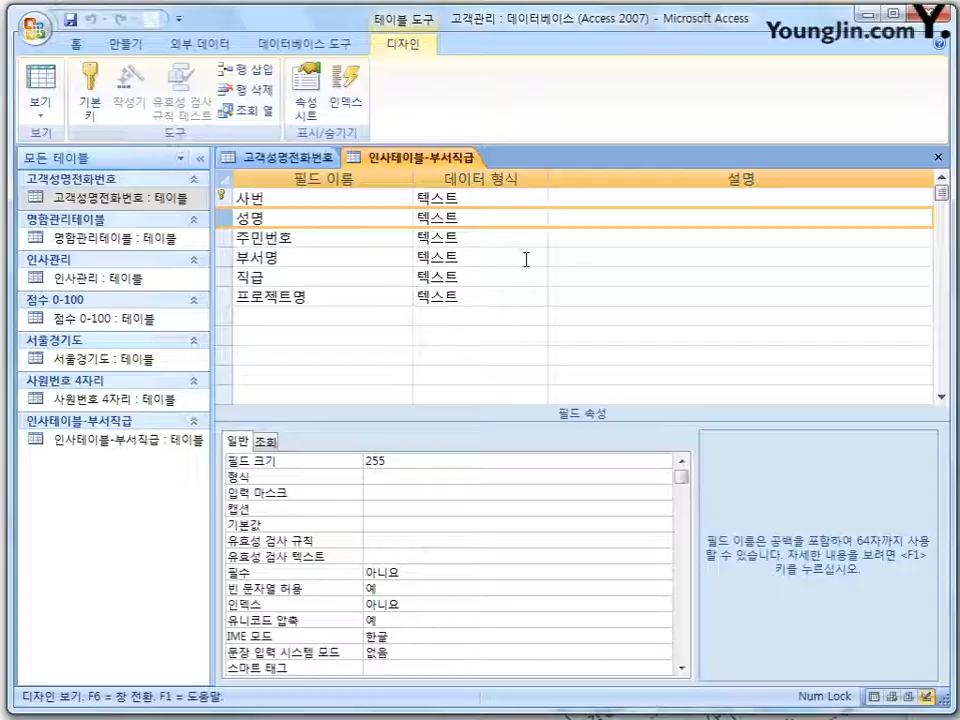 테이블 도구
고객관리 : 데이터베이스 (Access 2007) - Microsoft Access
YoungJin.com Y.
홈 만들기 외부 데이터 데이터베이스 도구 디자인
보기
기본 키
작성기
유효성 검사 규칙 테스트
행 삽입
행 삭제
조회 열
속성 시트
인덱스
보기 도구 표시/숨기기
모든 테이블
고객성명전화번호
고객성명전화번호 : 테이블
명함관리테이블
명함관리테이블 : 테이블
인사관리
인사관리 : 테이블
점수 0-100
점수 0-100 : 테이블
서울경기도
서울경기도 : 테이블
사원번호 4자리
사원번호 4자리 : 테이블
인사테이블-부서직급
인사테이블-부서직급 : 테이블
고객성명전화번호 인사테이블-부서직급
필드 이름 데이터 형식 설명
사번 텍스트
성명 텍스트
주민번호 텍스트
부서명 텍스트
직급 텍스트
프로젝트명 텍스트
필드 속성
일반 조회
필드 크기 255
형식
입력 마스크
캡션
기본값
유효성 검사 규칙
유효성 검사 텍스트
필수 아니요
빈 문자열 허용 예
인덱스 아니요
유니코드 압축 예
IME 모드 한글
문장 입력 시스템 모드 없음
스마트 태그
필드 이름은 공백을 포함하여 64자까지 사용
할 수 있습니다. 자세한 내용을 보려면 <F1>
키를 누르십시오.
디자인 보기. F6 = 창 전환. F1 = 도움말.
Num Lock